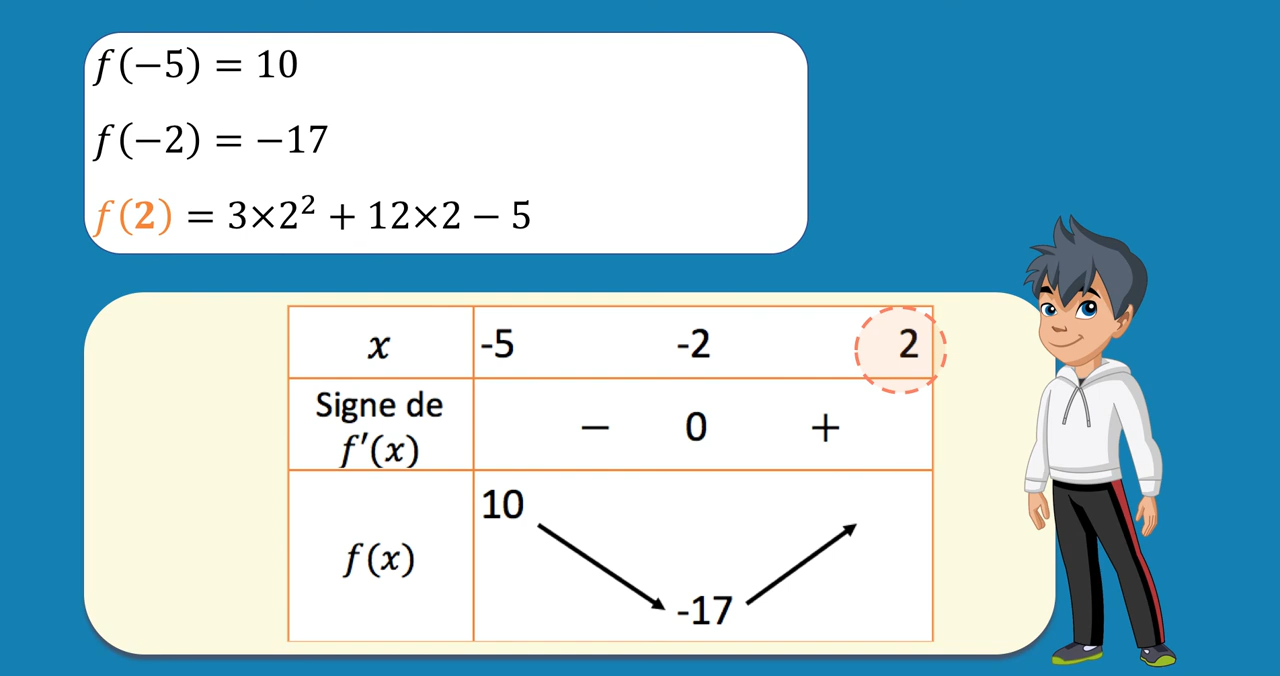 f(−5) = 10
f(−2) = −17
f(2) = 3×2² + 12×2 − 5
x -5 -2 2
Signe de
f′(x) − 0 +
10
f(x)
-17